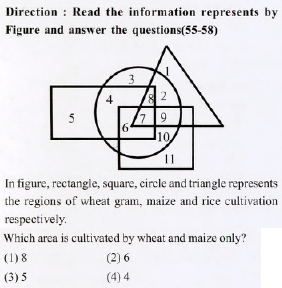 Direction : Read the information represents by
Figure and answer the questions(55-58)
1
3
4
8
2
5
7
9
6
10
11
In figure, rectangle, square, circle and triangle represents
the regions of wheat gram, maize and rice cultivation
respectively.
Which area is cultivated by wheat and maize only?
(1) 8 (2) 6
(3) 5 (4) 4